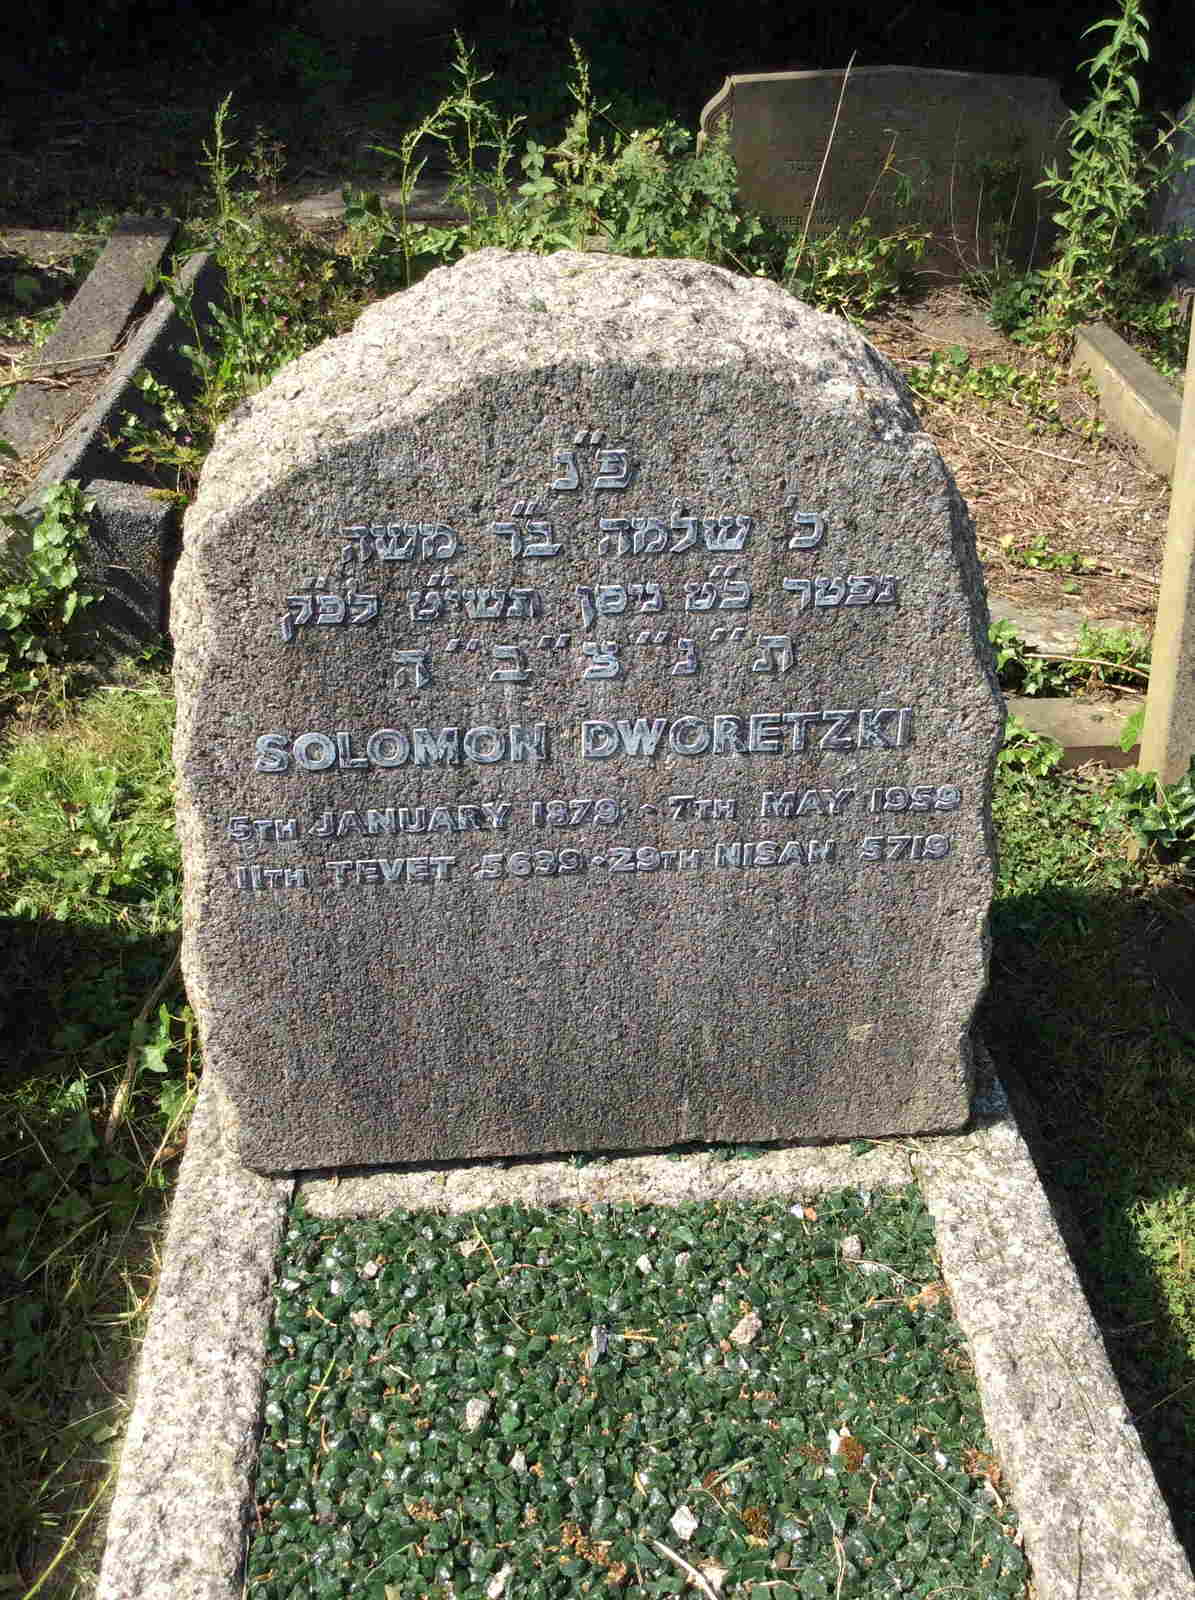 פ״נ
כ׳ שלמה ב״ר משה
נפטר כ״ט ניסן תשי״ט לפ״ק
ת״נ״צ״ב״ה
SOLOMON DWORETZKI
5TH JANUARY 1879 · 7TH MAY 1959
11TH TEVET 5639 · 29TH NISAN 5719